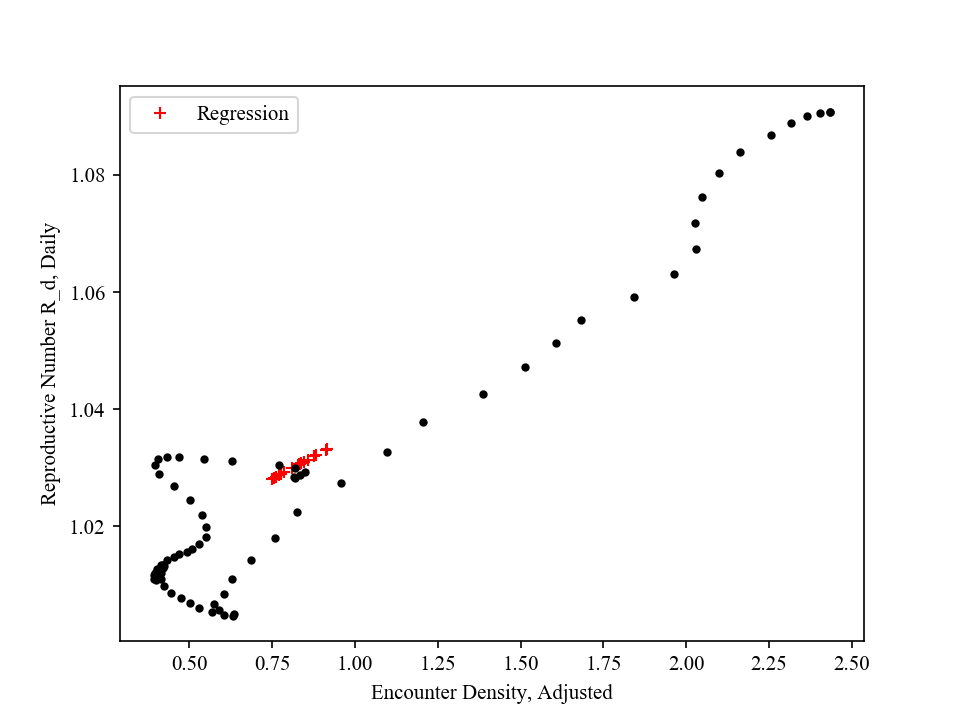 Regression
1.08
1.06
1.04
1.02
Reproductive Number R_d, Daily
0.50 0.75 1.00 1.25 1.50 1.75 2.00 2.25 2.50
Encounter Density, Adjusted